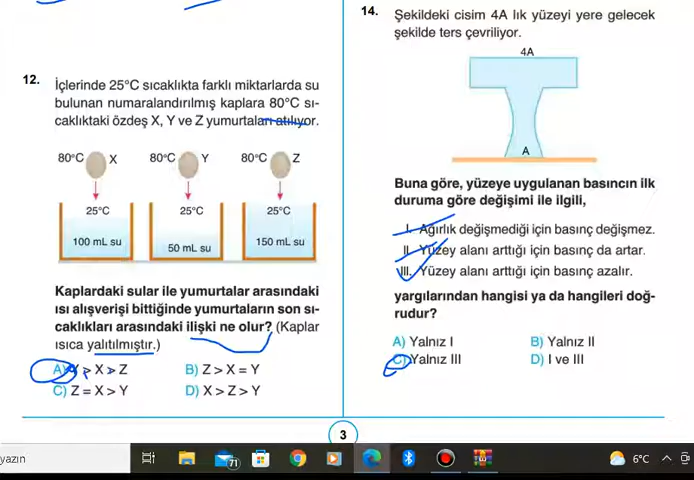 12.
İçlerinde 25°C sıcaklıkta farklı miktarlarda su
bulunan numaralandırılmış kaplara 80°C sı-
caklıktaki özdeş X, Y ve Z yumurtaları atılıyor.
80°C X 80°C Y 80°C Z
25°C 25°C 25°C
100 mL su 50 mL su 150 mL su
Kaplardaki sular ile yumurtalar arasındaki
ısı alışverişi bittiğinde yumurtaların son sı-
caklıkları arasındaki ilişki ne olur? (Kaplar
ısıca yalıtılmıştır.)
A) > X > Z B) Z > X = Y
C) Z = X > Y D) X > Z > Y
14.
Şekildeki cisim 4A lık yüzeyi yere gelecek
şekilde ters çevriliyor.
4A
A
Buna göre, yüzeye uygulanan basıncın ilk
duruma göre değişimi ile ilgili,
I. Ağırlık değişmediği için basınç değişmez.
II. Yüzey alanı arttığı için basınç da artar.
III. Yüzey alanı arttığı için basınç azalır.
yargılarından hangisi ya da hangileri doğ-
rudur?
A) Yalnız I B) Yalnız II
C) Yalnız III D) I ve III
3
yazın
71
6°C